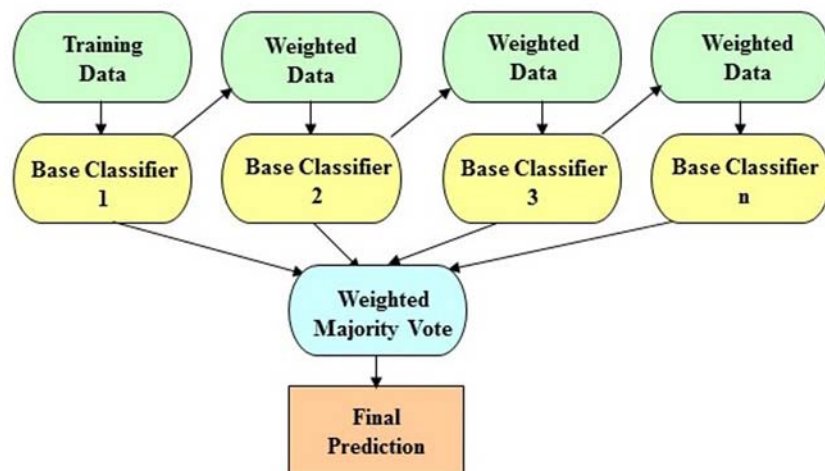 Training
Data
Weighted
Data
Weighted
Data
Weighted
Data
Base Classifier
1
Base Classifier
2
Base Classifier
3
Base Classifier
n
Weighted
Majority Vote
Final
Prediction